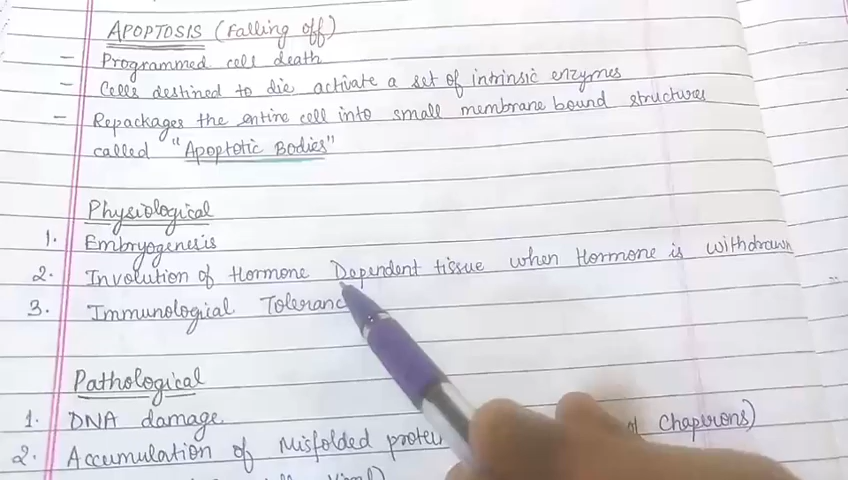 APOPTOSIS (Falling off)
- Programmed cell death
- Cells destined to die activate a set of intrinsic enzymes
- Repackages the entire cell into small membrane bound structures
called "Apoptotic Bodies"
Physiological
1. Embryogenesis
2. Involution of Hormone Dependent tissue when Hormone is withdrawn
3. Immunological
Pathological
1. DNA damage
2. Accumulation of Misfolded Chaperons)